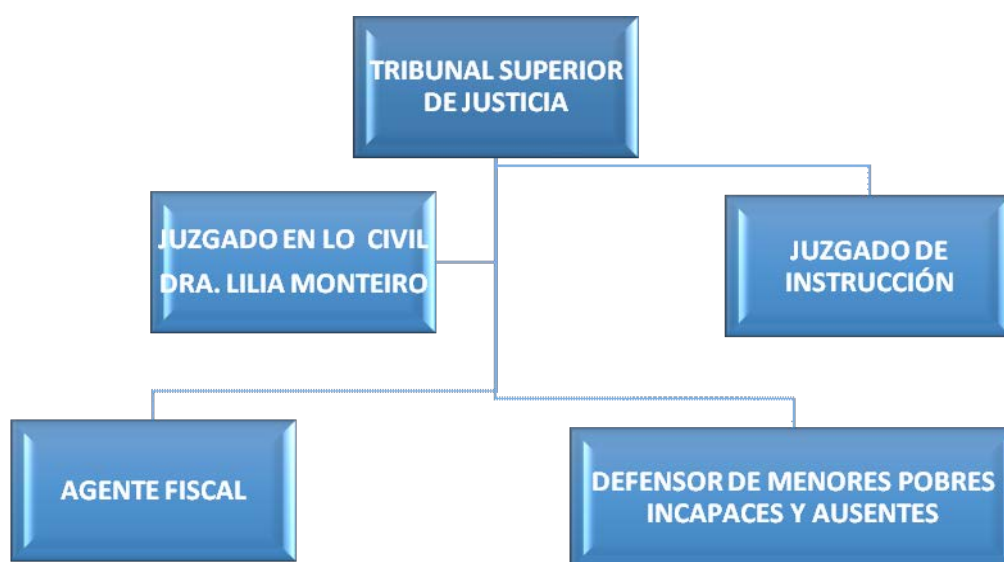 TRIBUNAL SUPERIOR
DE JUSTICIA
JUZGADO EN LO CIVIL
DRA. LILIA MONTEIRO
JUZGADO DE
INSTRUCCIÓN
AGENTE FISCAL
DEFENSOR DE MENORES POBRES
INCAPACES Y AUSENTES